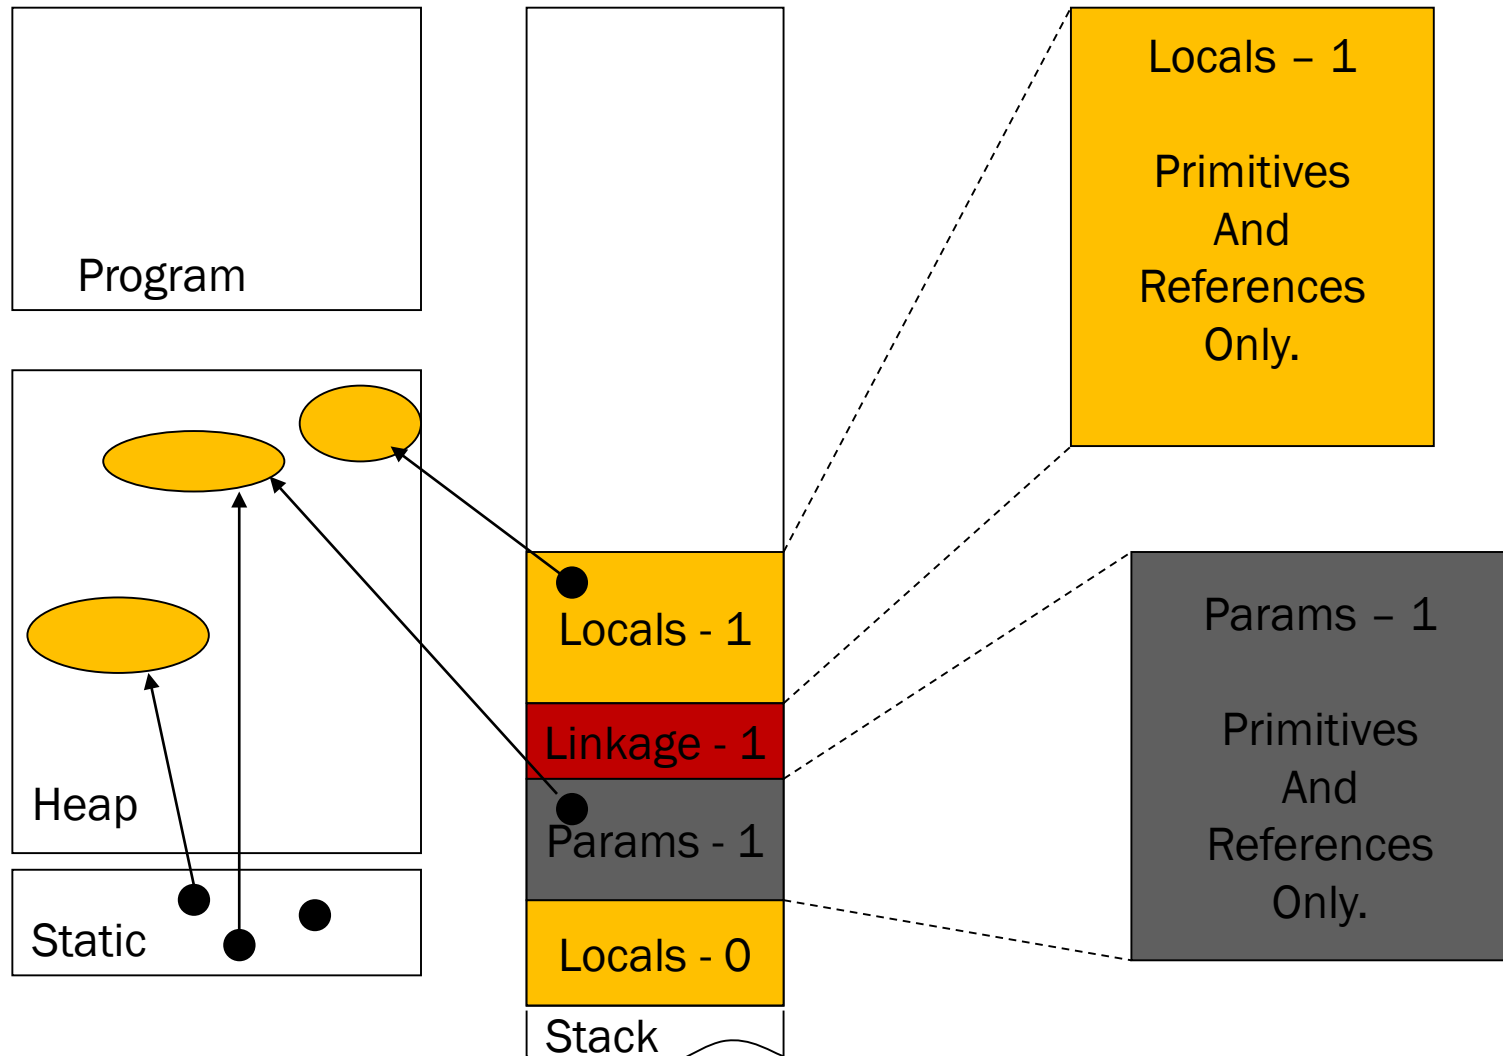 Program
Heap
Static
Locals - 1
Linkage - 1
Params - 1
Locals - 0
Stack
Locals – 1
Primitives
And
References
Only.
Params – 1
Primitives
And
References
Only.